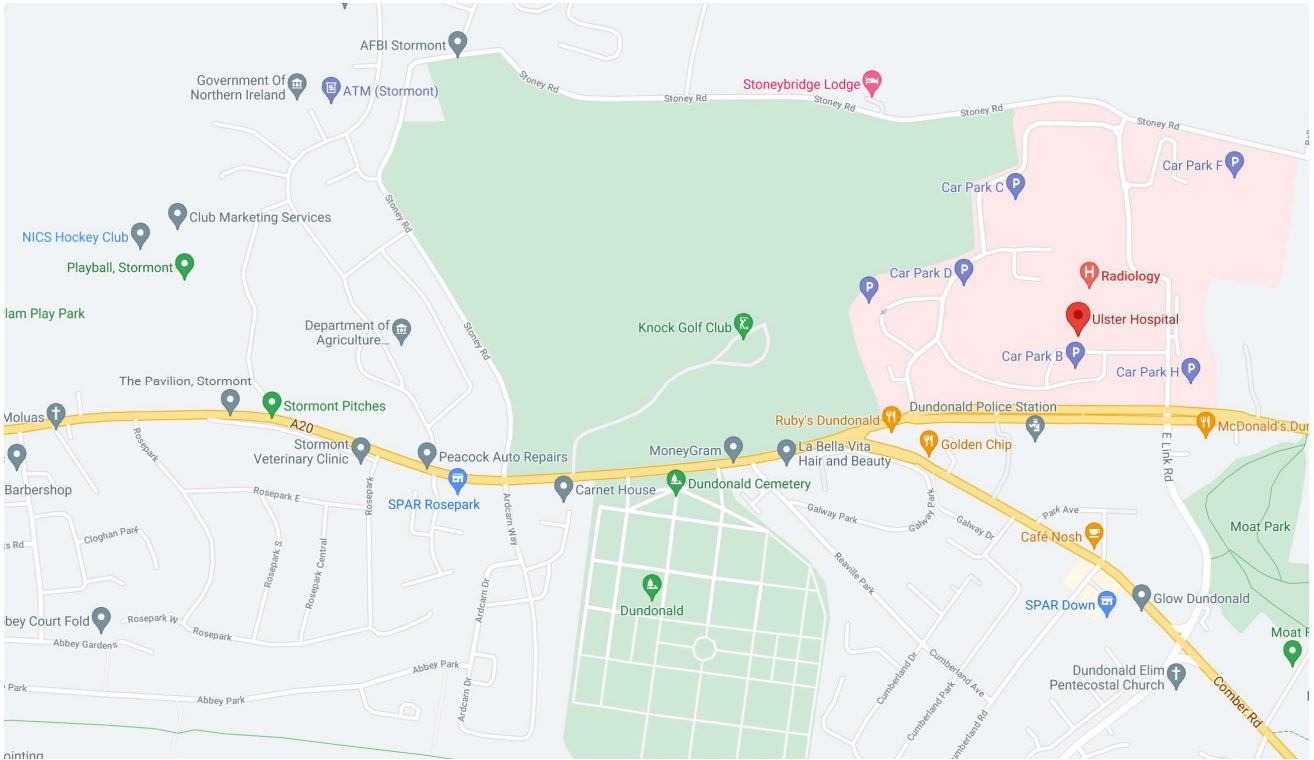 AFBI Stormont
Government Of
Northern Ireland
ATM (Stormont)
Stoney Rd
Stoney Rd
Stoneybridge Lodge
Stoney Rd
Stoney Rd
Stoney Rd
Car Park F
Car Park C
Stoney Rd
Club Marketing Services
NICS Hockey Club
Playball, Stormont
Car Park D
Radiology
lam Play Park
Department of
Agriculture...
Stoney Rd
Knock Golf Club
Ulster Hospital
Car Park B
Car Park H
The Pavilion, Stormont
Stormont Pitches
Moluas
A20
Ruby's Dundonald
Dundonald Police Station
McDonald's Dun
Rosepark
Stormont
Veterinary Clinic
Peacock Auto Repairs
MoneyGram
La Bella Vita
Hair and Beauty
Golden Chip
E Link Rd
Barbershop
Rosepark E
Rosepark
SPAR Rosepark
Carnet House
Dundonald Cemetery
Galway Park
Galway Park
Galway Dr
Park Ave
Moat Park
Ardcarn Way
Cloghan Park
ks Rd
Rosepark S
Rosepark Central
Café Nosh
Reaville Park
Ardcarn Dr
Dundonald
SPAR Down
Glow Dundonald
bey Court Fold
Rosepark W
Rosepark
Abbey Gardens
Abbey Park
Cumberland Dr
Cumberland Ave
Moat P
Dundonald Elim
Pentecostal Church
Park
Abbey Park
Ardcarn Dr
Cumberland Park
umberland Rd
Comber Rd
ointing